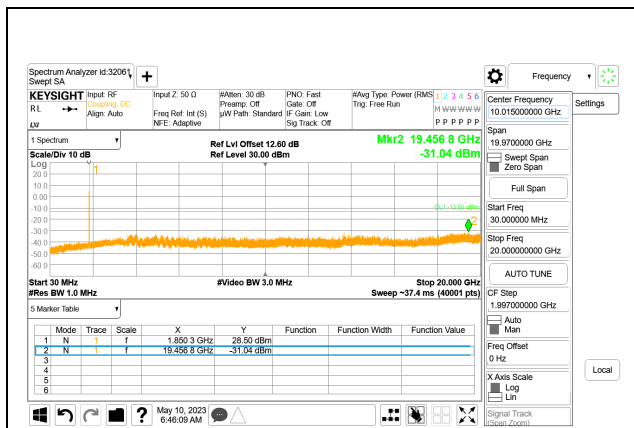 Spectrum Analyzer id:32061
Swept SA
+
Frequency
KEYSIGHT
R L
LXI
Input: RF
Coupling: DC
Align: Auto
Input Z: 50 Ω
Freq Ref: Int (S)
NFE: Adaptive
#Atten: 30 dB
Preamp: Off
µW Path: Standard
PNO: Fast
Gate: Off
IF Gain: Low
Sig Track: Off
#Avg Type: Power (RMS
Trig: Free Run
1 2 3 4 5 6
M W W W W W
P P P P P P
Center Frequency
10.015000000 GHz
Settings
Span
19.9700000 GHz
Swept Span
Zero Span
Full Span
Start Freq
30.000000 MHz
Stop Freq
20.00000000 GHz
AUTO TUNE
CF Step
1.997000000 GHz
Auto
Man
Freq Offset
0 Hz
X Axis Scale
Log
Lin
Signal Track
(Span Zoom)
Local
1 Spectrum
Scale/Div 10 dB
Ref Lvl Offset 12.60 dB
Ref Level 30.00 dBm
Mkr2 19.456 8 GHz
-31.04 dBm
Log
20.0
10.0
0.00
-10.0
-20.0
-30.0
-40.0
-50.0
-60.0
1
DL1 -13.00 dBm
2
Start 30 MHz
#Res BW 1.0 MHz
#Video BW 3.0 MHz
Stop 20.000 GHz
Sweep ~37.4 ms (40001 pts)
5 Marker Table
Mode Trace Scale X Y Function Function Width Function Value
1 N 1 f 1.850 3 GHz 28.50 dBm
2 N 1 f 19.456 8 GHz -31.04 dBm
3
4
5
6
?
May 10, 2023
6:46:09 AM